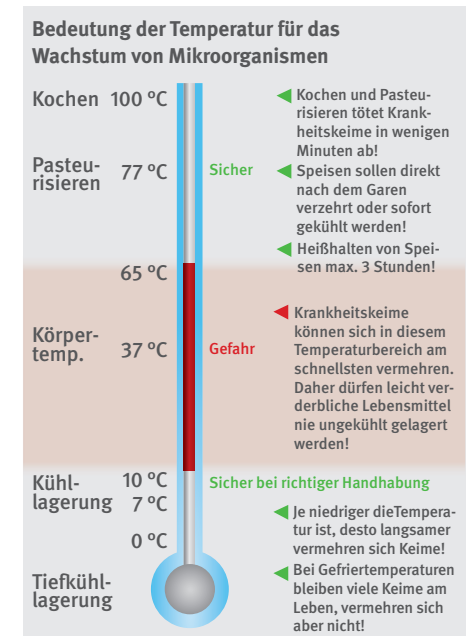 Bedeutung der Temperatur für das
Wachstum von Mikroorganismen
Kochen 100 °C
◀ Kochen und Pasteu-
risieren tötet Krank-
heitskeime in wenigen
Minuten ab!
Pasteu-
risieren 77 °C
Sicher
◀ Speisen sollen direkt
nach dem Garen
verzehrt oder sofort
gekühlt werden!
◀ Heißhalten von Spei-
sen max. 3 Stunden!
65 °C
Körper-
temp. 37 °C
Gefahr
◀ Krankheitskeime
können sich in diesem
Temperaturbereich am
schnellsten vermehren.
Daher dürfen leicht ver-
derbliche Lebensmittel
nie ungekühlt gelagert
werden!
Kühl-
lagerung
10 °C
7 °C
0 °C
Sicher bei richtiger Handhabung
◀ Je niedriger dieTempera-
tur ist, desto langsamer
vermehren sich Keime!
Tiefkühl-
lagerung
◀ Bei Gefriertemperaturen
bleiben viele Keime am
Leben, vermehren sich
aber nicht!